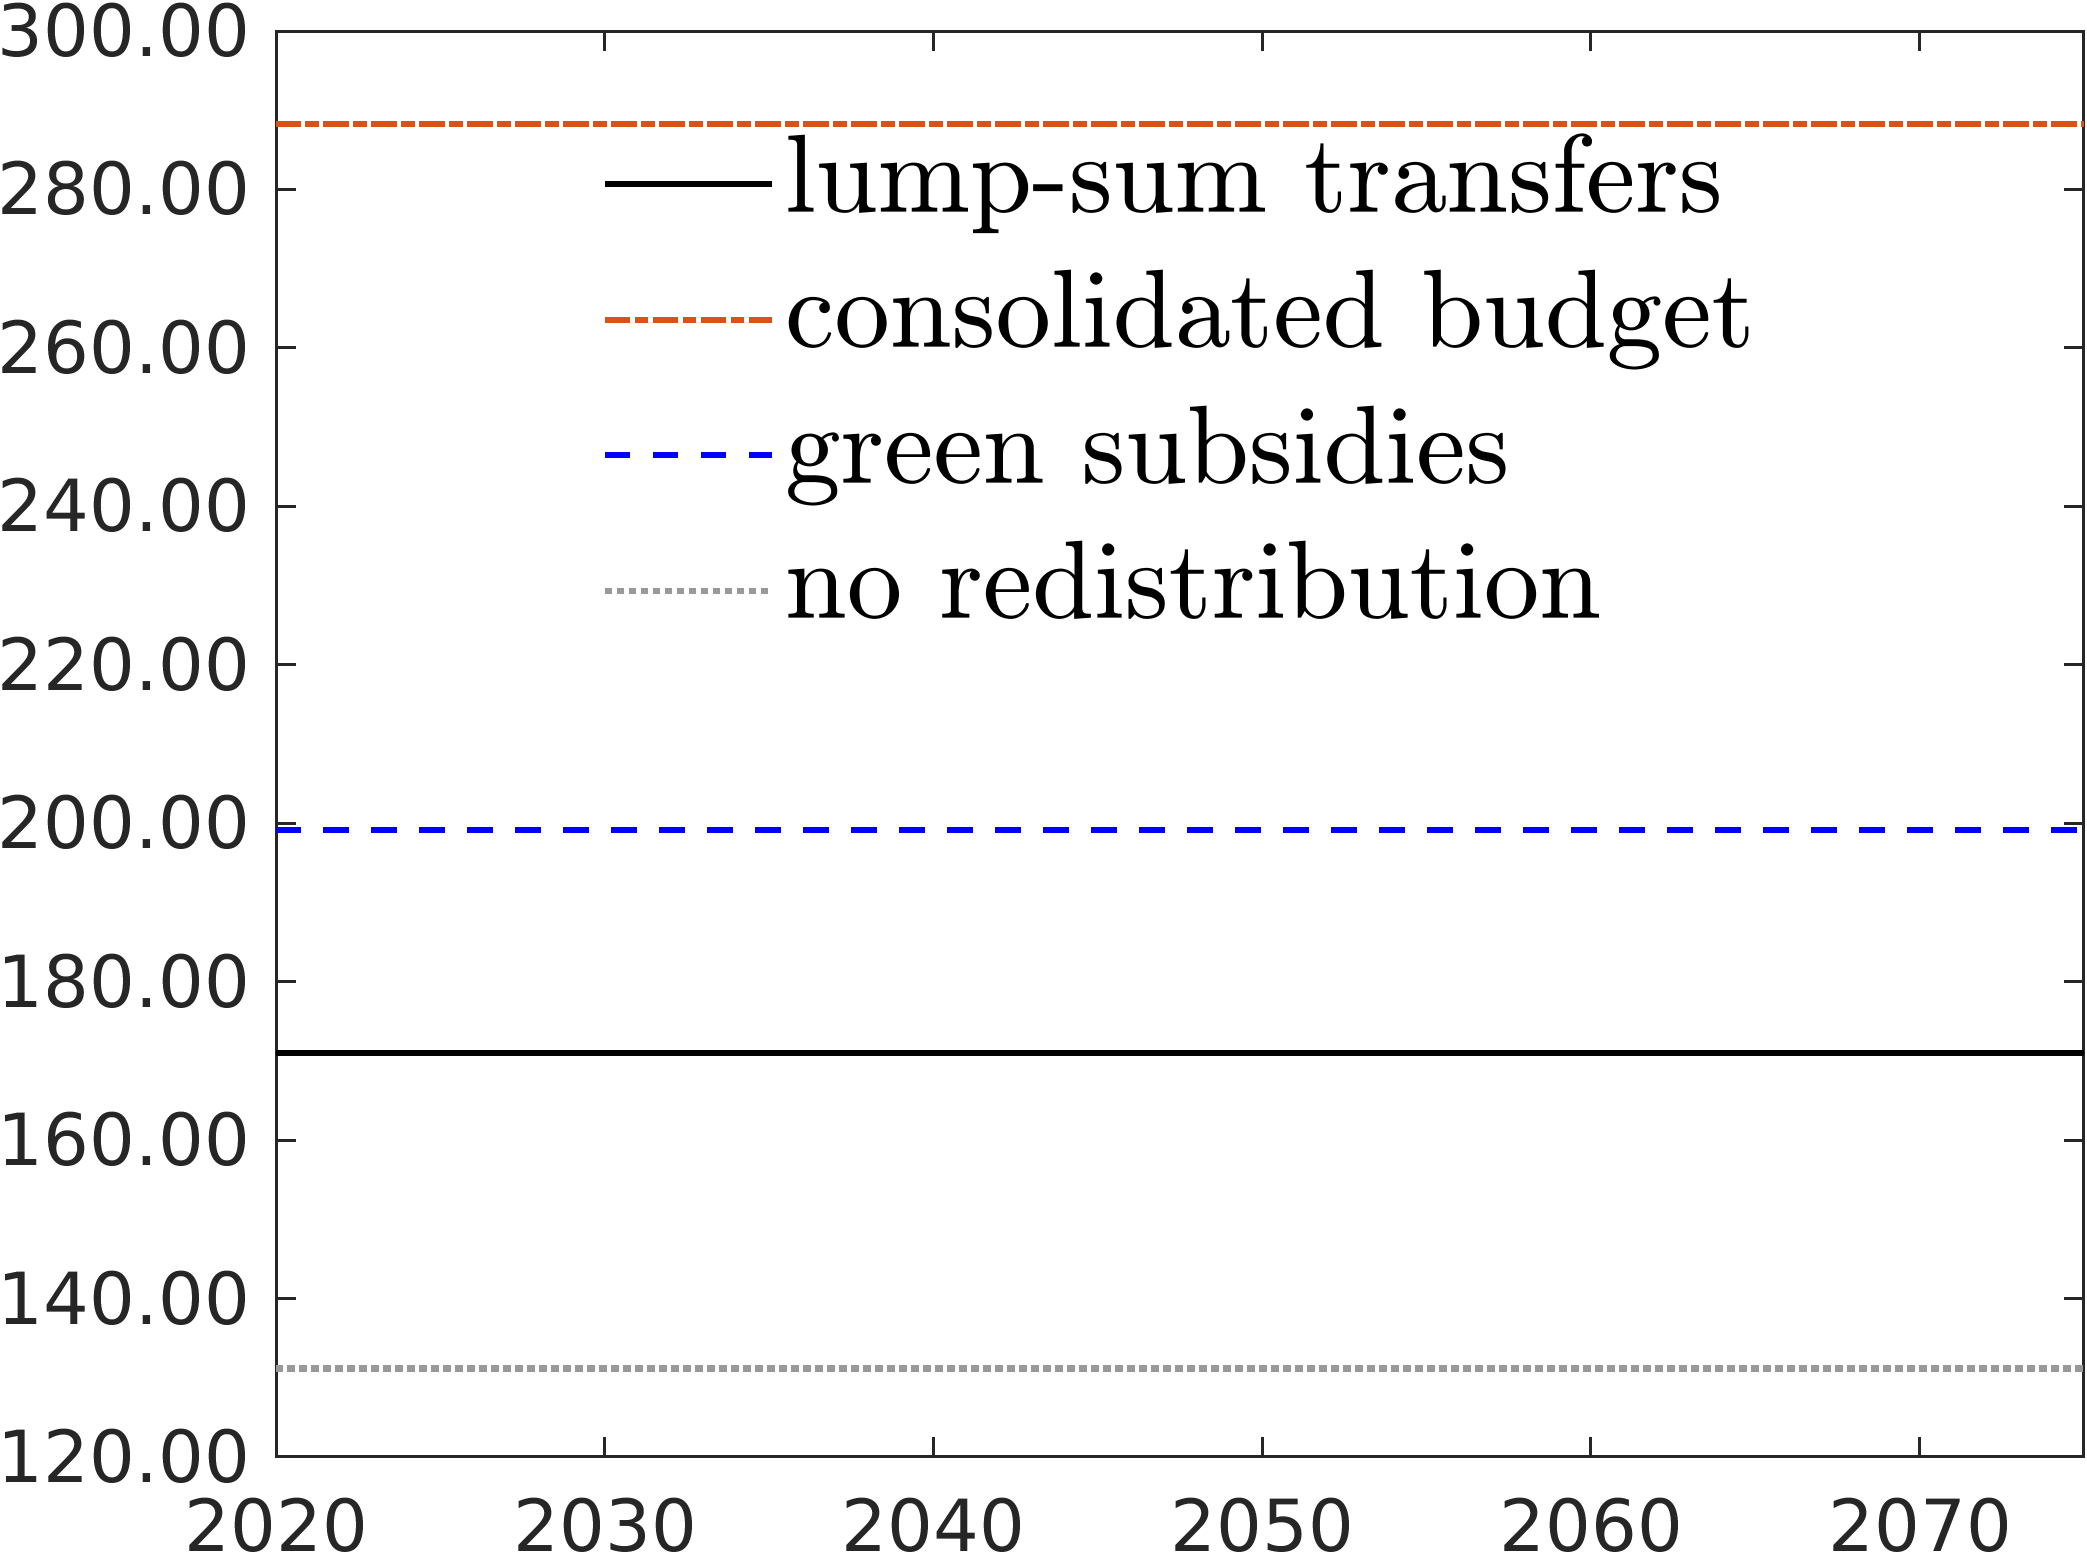 300.00
280.00
260.00
240.00
220.00
200.00
180.00
160.00
140.00
120.00
lump-sum transfers
consolidated budget
green subsidies
no redistribution
2020 2030 2040 2050 2060 2070